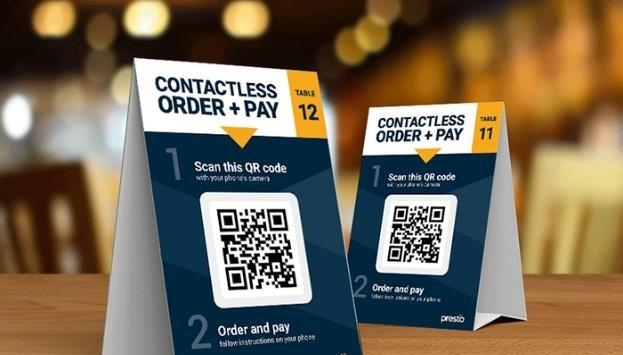 CONTACTLESS
ORDER + PAY
TABLE
12
1
Scan this QR code
with your phone's camera
2
Order and pay
follow instructions on your phone
CONTACTLESS
ORDER + PAY
TABLE
11
1
Scan this QR code
with your phone's camera
2
Order and pay
follow instructions on your phone
presto